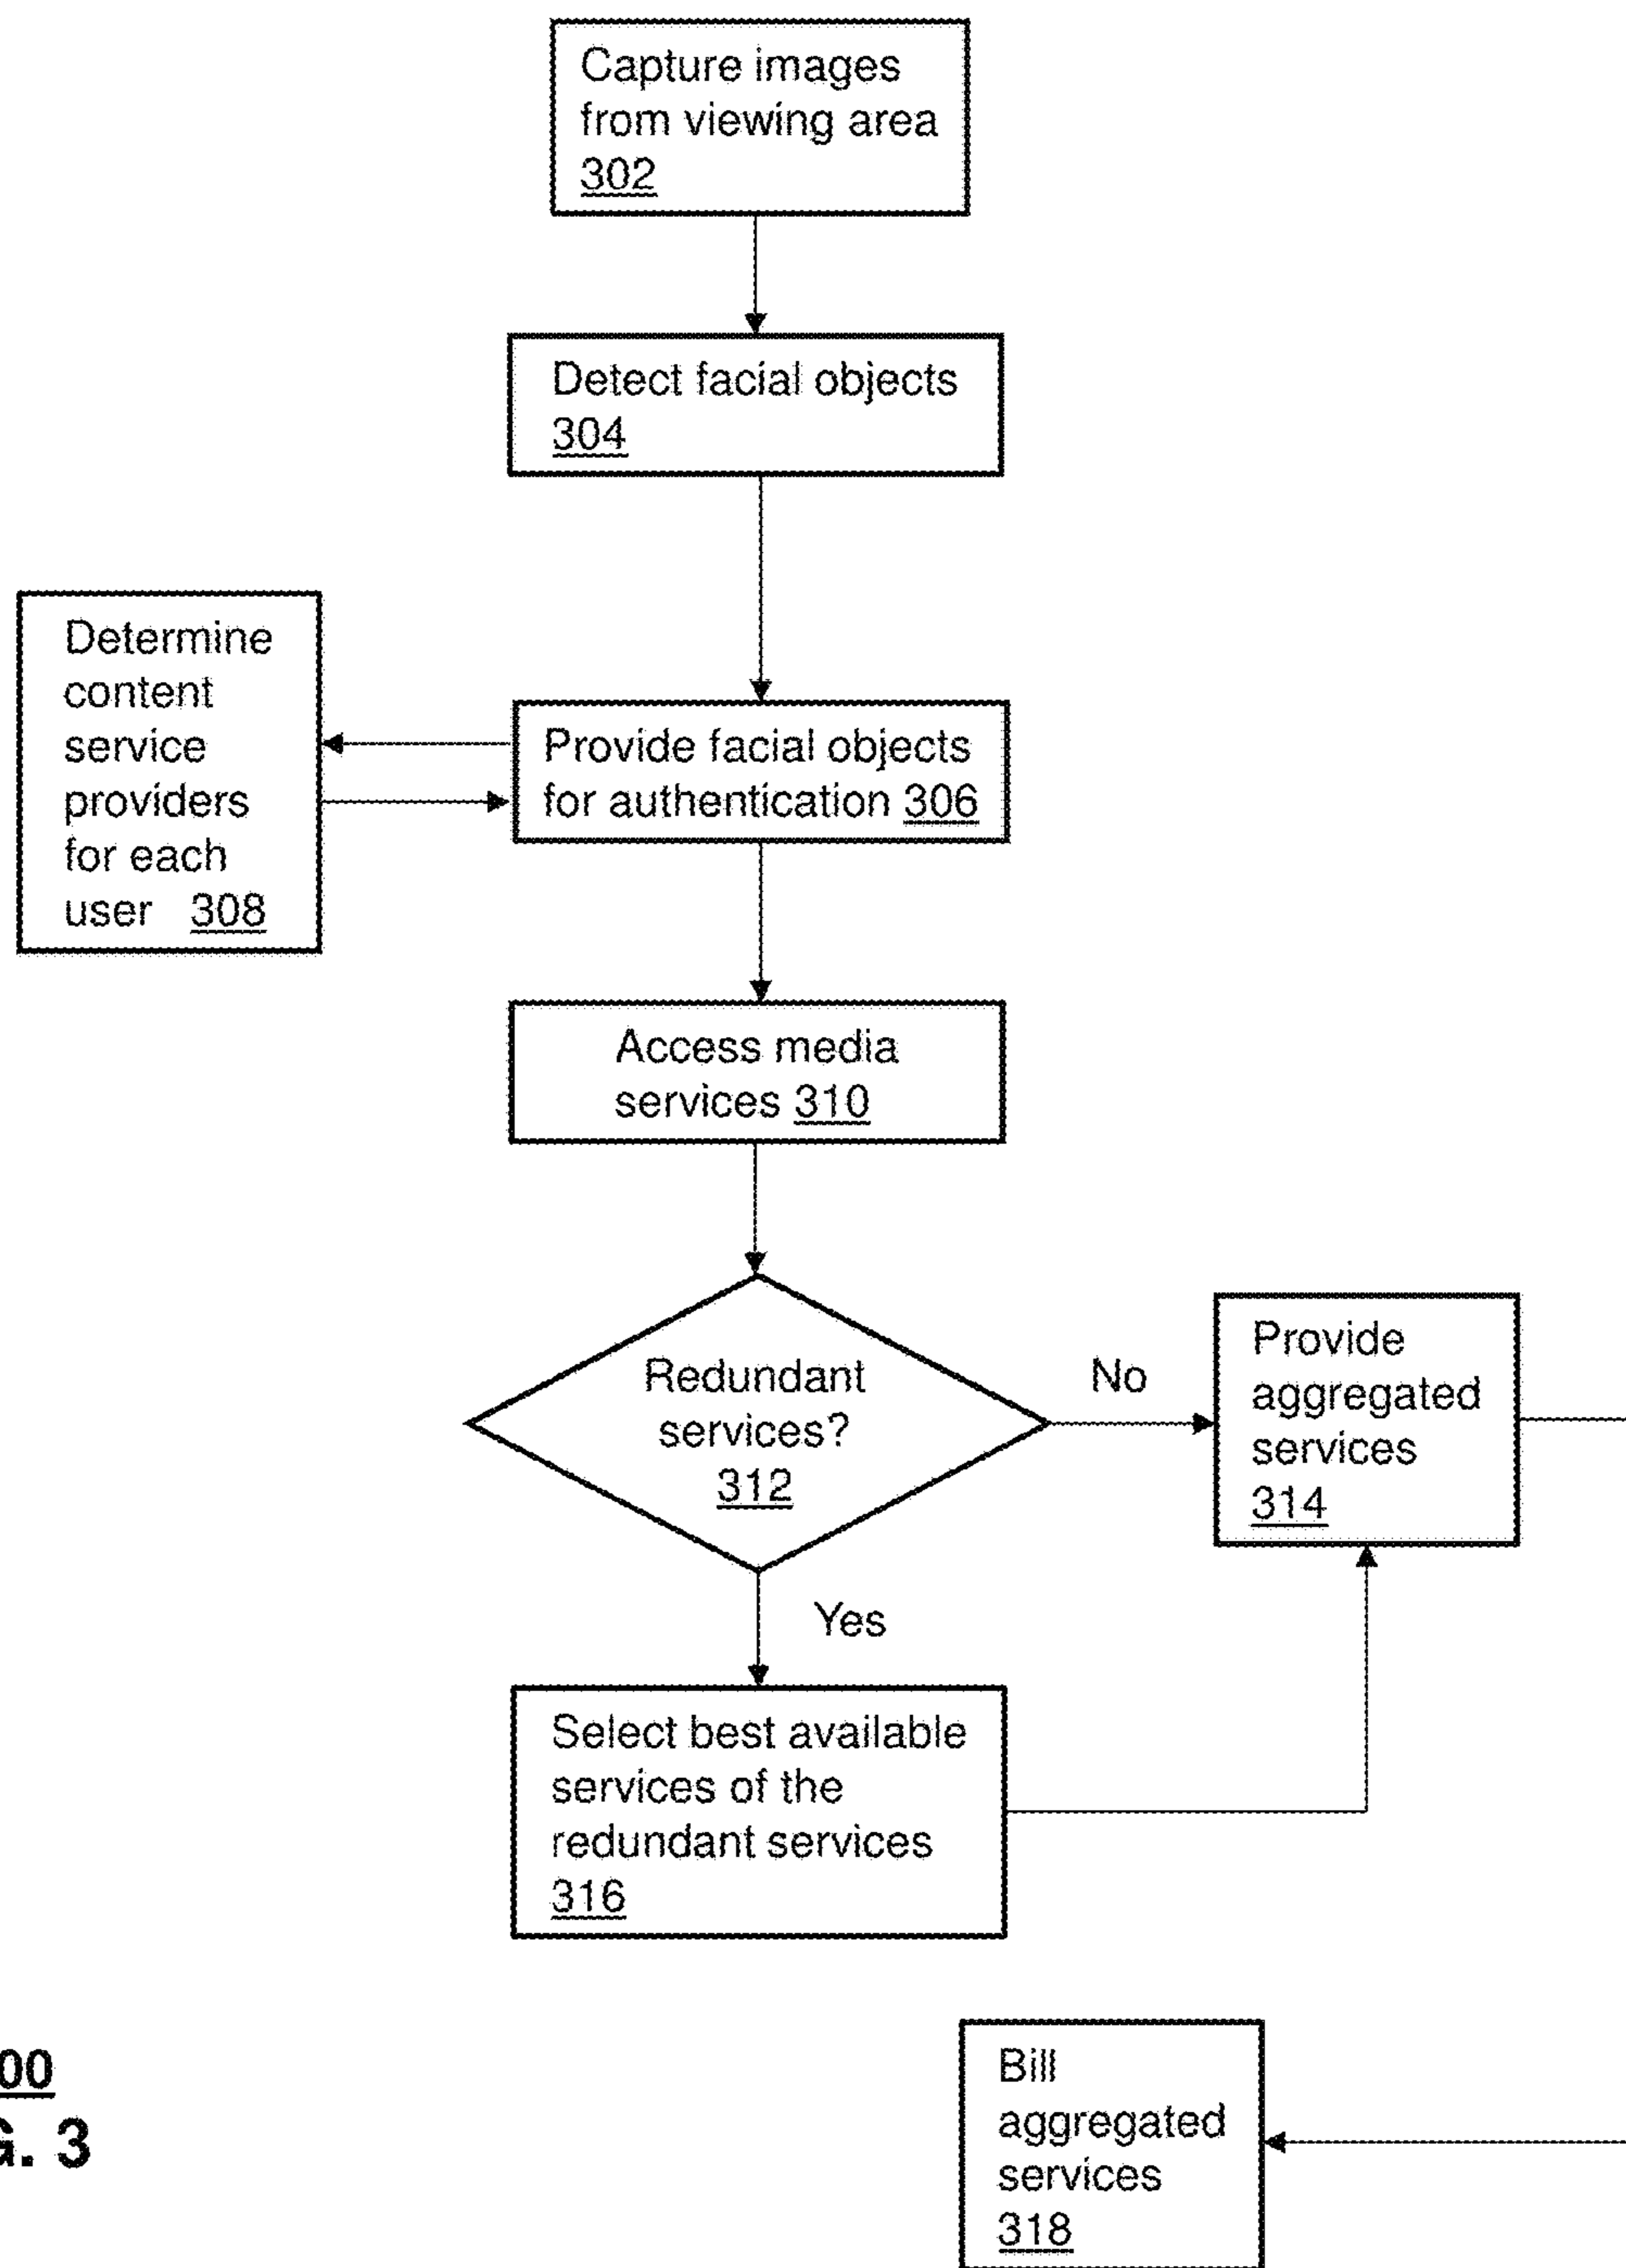 Capture images
from viewing area
302
Detect facial objects
304
Determine
content
service
providers
for each
user 308
Provide facial objects
for authentication 306
Access media
services 310
Redundant
services?
312
No
Provide
aggregated
services
314
Yes
Select best available
services of the
redundant services
316
00
G. 3
Bill
aggregated
services
318